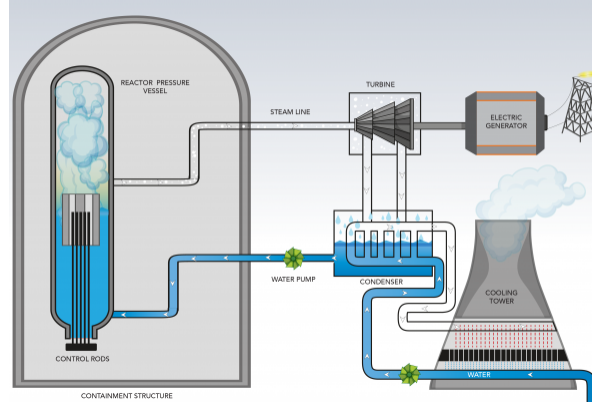 REACTOR PRESSURE
VESSEL
STEAM LINE
TURBINE
ELECTRIC
GENERATOR
WATER PUMP
CONDENSER
COOLING
TOWER
WATER
CONTROL RODS
CONTAINMENT STRUCTURE